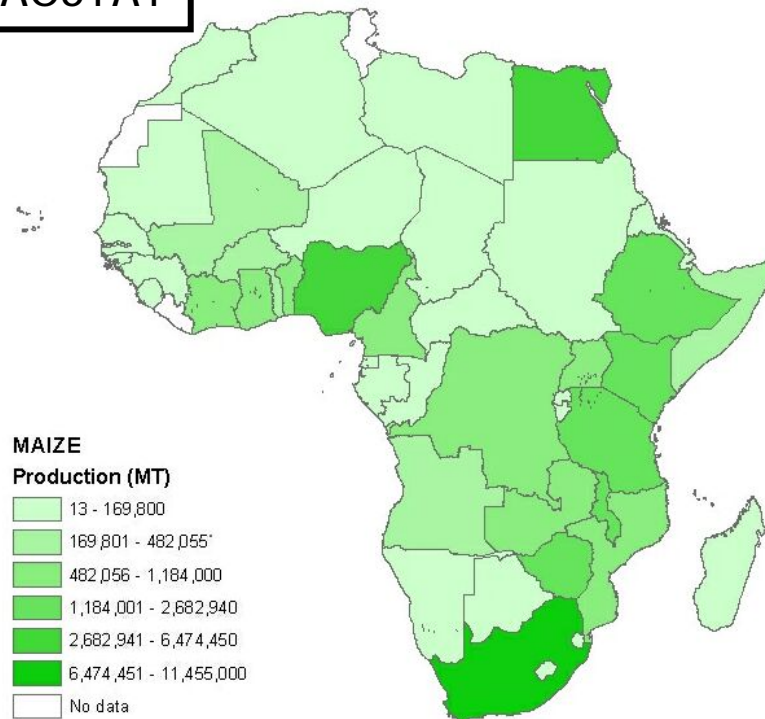 MAIZE
Production (MT)
13 - 169,800
169,801 - 482,055*
482,056 - 1,184,000
1,184,001 - 2,682,940
2,682,941 - 6,474,450
6,474,451 - 11,455,000
No data